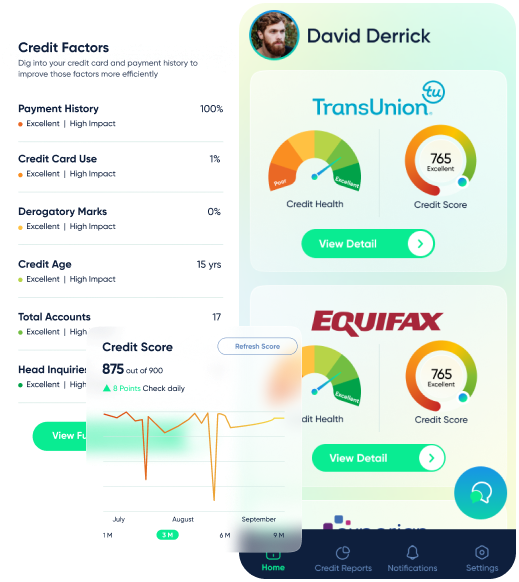 Credit Factors
Dig into your credit card and payment history to
improve those factors more efficiently
Payment History 100%
Excellent | High Impact
Credit Card Use 1%
Excellent | High Impact
Derogatory Marks 0%
Excellent | High Impact
Credit Age 15 yrs
Excellent | High Impact
Total Accounts 17
Excellent | High
Head Inquiries
Excellent | High
View Fu
Credit Score
Refresh Score
875 out of 900
8 Points Check daily
July August September
1 M 3 M 6 M 9 M
David Derrick
tu
TransUnion
Poor Excellent
765
Excellent
Credit Health Credit Score
View Detail
EQUIFAX
Excellent
765
Excellent
dit Health Credit Score
View Detail
Home Credit Reports Notifications Settings